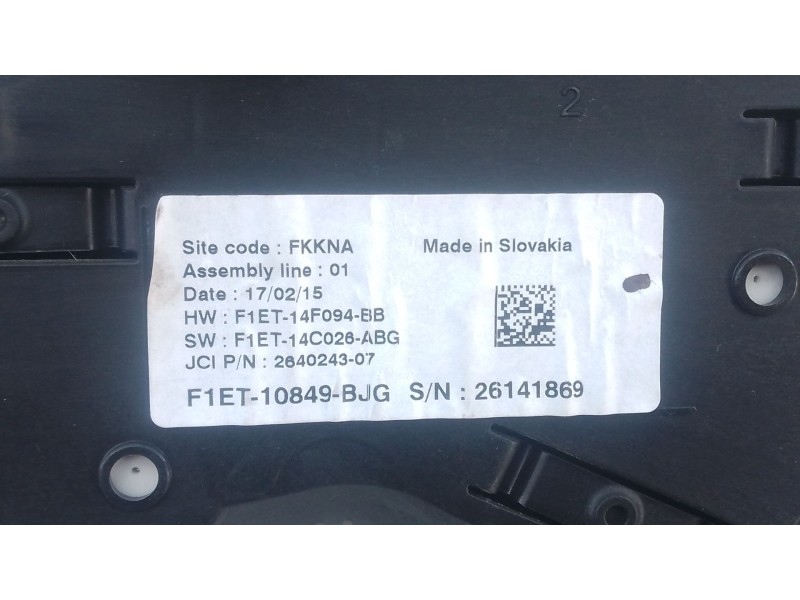 2
Site code : FKKNA Made in Slovakia
Assembly line : 01
Date : 17/02/15
HW : F1ET-14F094-BB
SW : F1ET-14C026-ABG
JCI P/N : 2640243-07
F1ET-10849-BJG S/N : 26141869